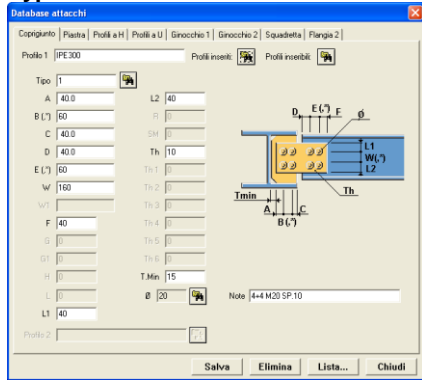 Database attacchi
Coprigiunto Piastra Profili a H Profili a U Ginocchio 1 Ginocchio 2 Squadretta Flangia 2
Profilo 1 IPE300 Profili inseriti: Profili inseribili:
Tipo 1
A 40.0 L2 40
B (,") 60 R 0
C 40.0 SM 0
D 40.0 Th 10
E (,") 60 Th 1 0
W 160 Th 2 0
W1 Th 3 0
F 40 Th 4 0
G 0 Th 5 0
G1 0 Th 6 0
H 0 T.Min 15
L 0 Ø 20 Note 4+4 M20 SP.10
L1 40
Profilo 2
D E (,") F ø
L1
W(,")
L2
Tmin Th
A C
B (,")
Salva Elimina Lista... Chiudi